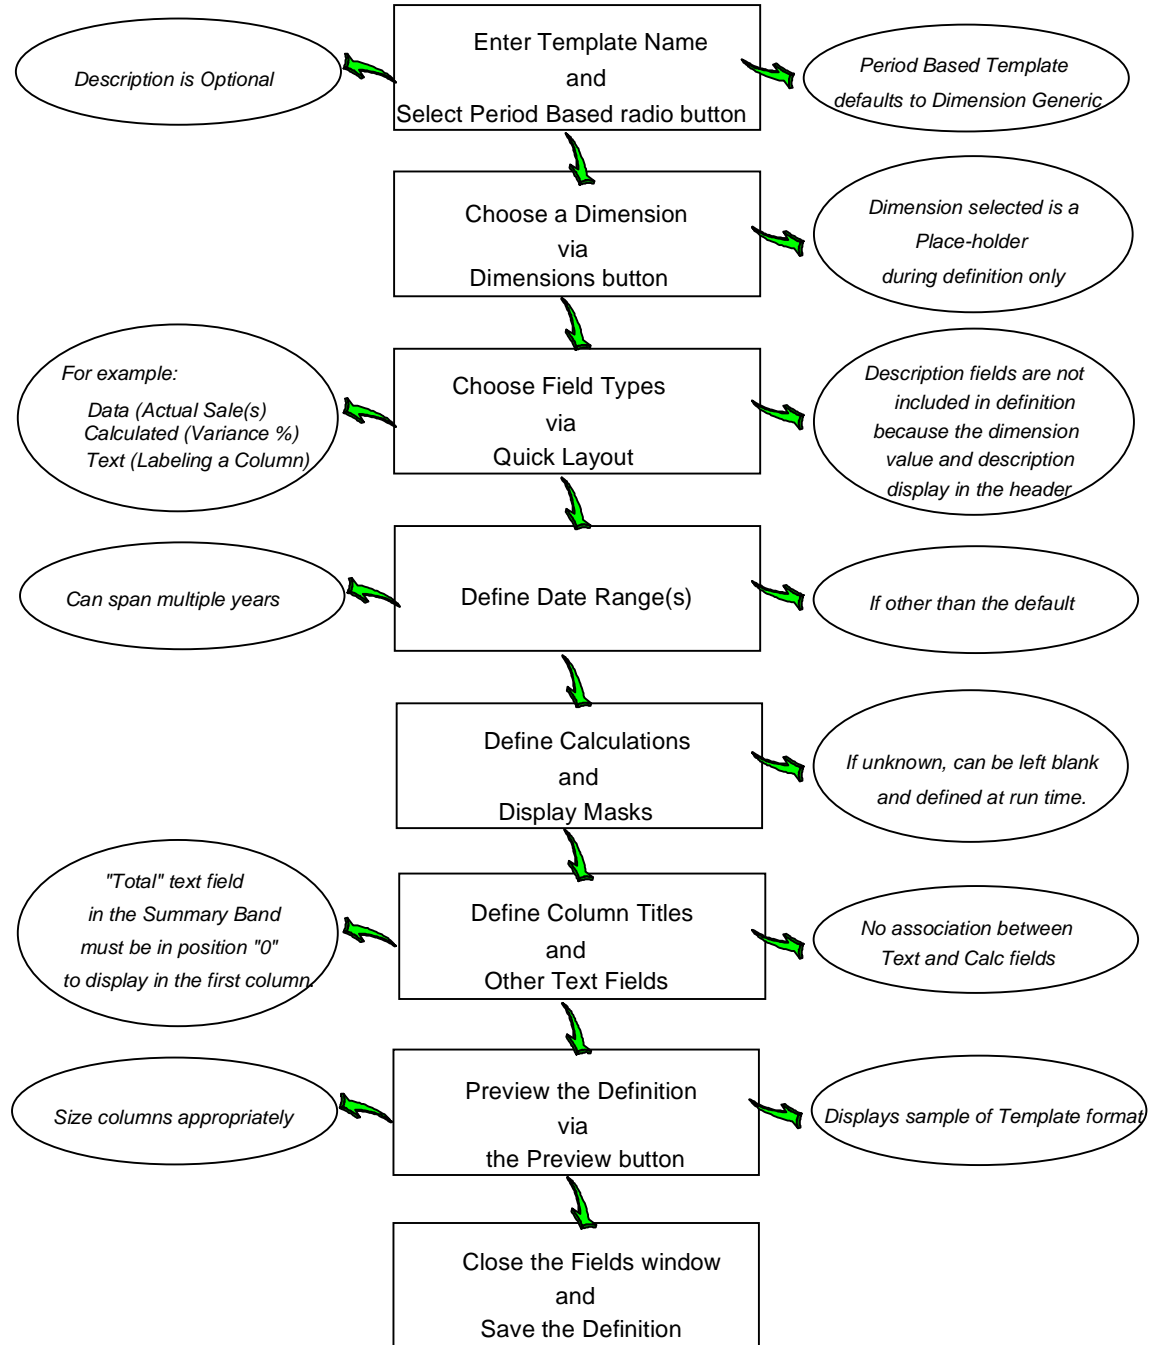 Enter Template Name
and
Select Period Based radio button
Description is Optional
Period Based Template
defaults to Dimension Generic
Choose a Dimension
via
Dimensions button
Dimension selected is a
Place-holder
during definition only
Choose Field Types
via
Quick Layout
For example:
Data (Actual Sale(s)
Calculated (Variance %)
Text (Labeling a Column)
Description fields are not
included in definition
because the dimension
value and description
display in the header
Define Date Range(s)
Can span multiple years
If other than the default
Define Calculations
and
Display Masks
If unknown, can be left blank
and defined at run time.
Define Column Titles
and
Other Text Fields
"Total" text field
in the Summary Band
must be in position "0"
to display in the first column.
No association between
Text and Calc fields
Preview the Definition
via
the Preview button
Size columns appropriately
Displays sample of Template format
Close the Fields window
and
Save the Definition